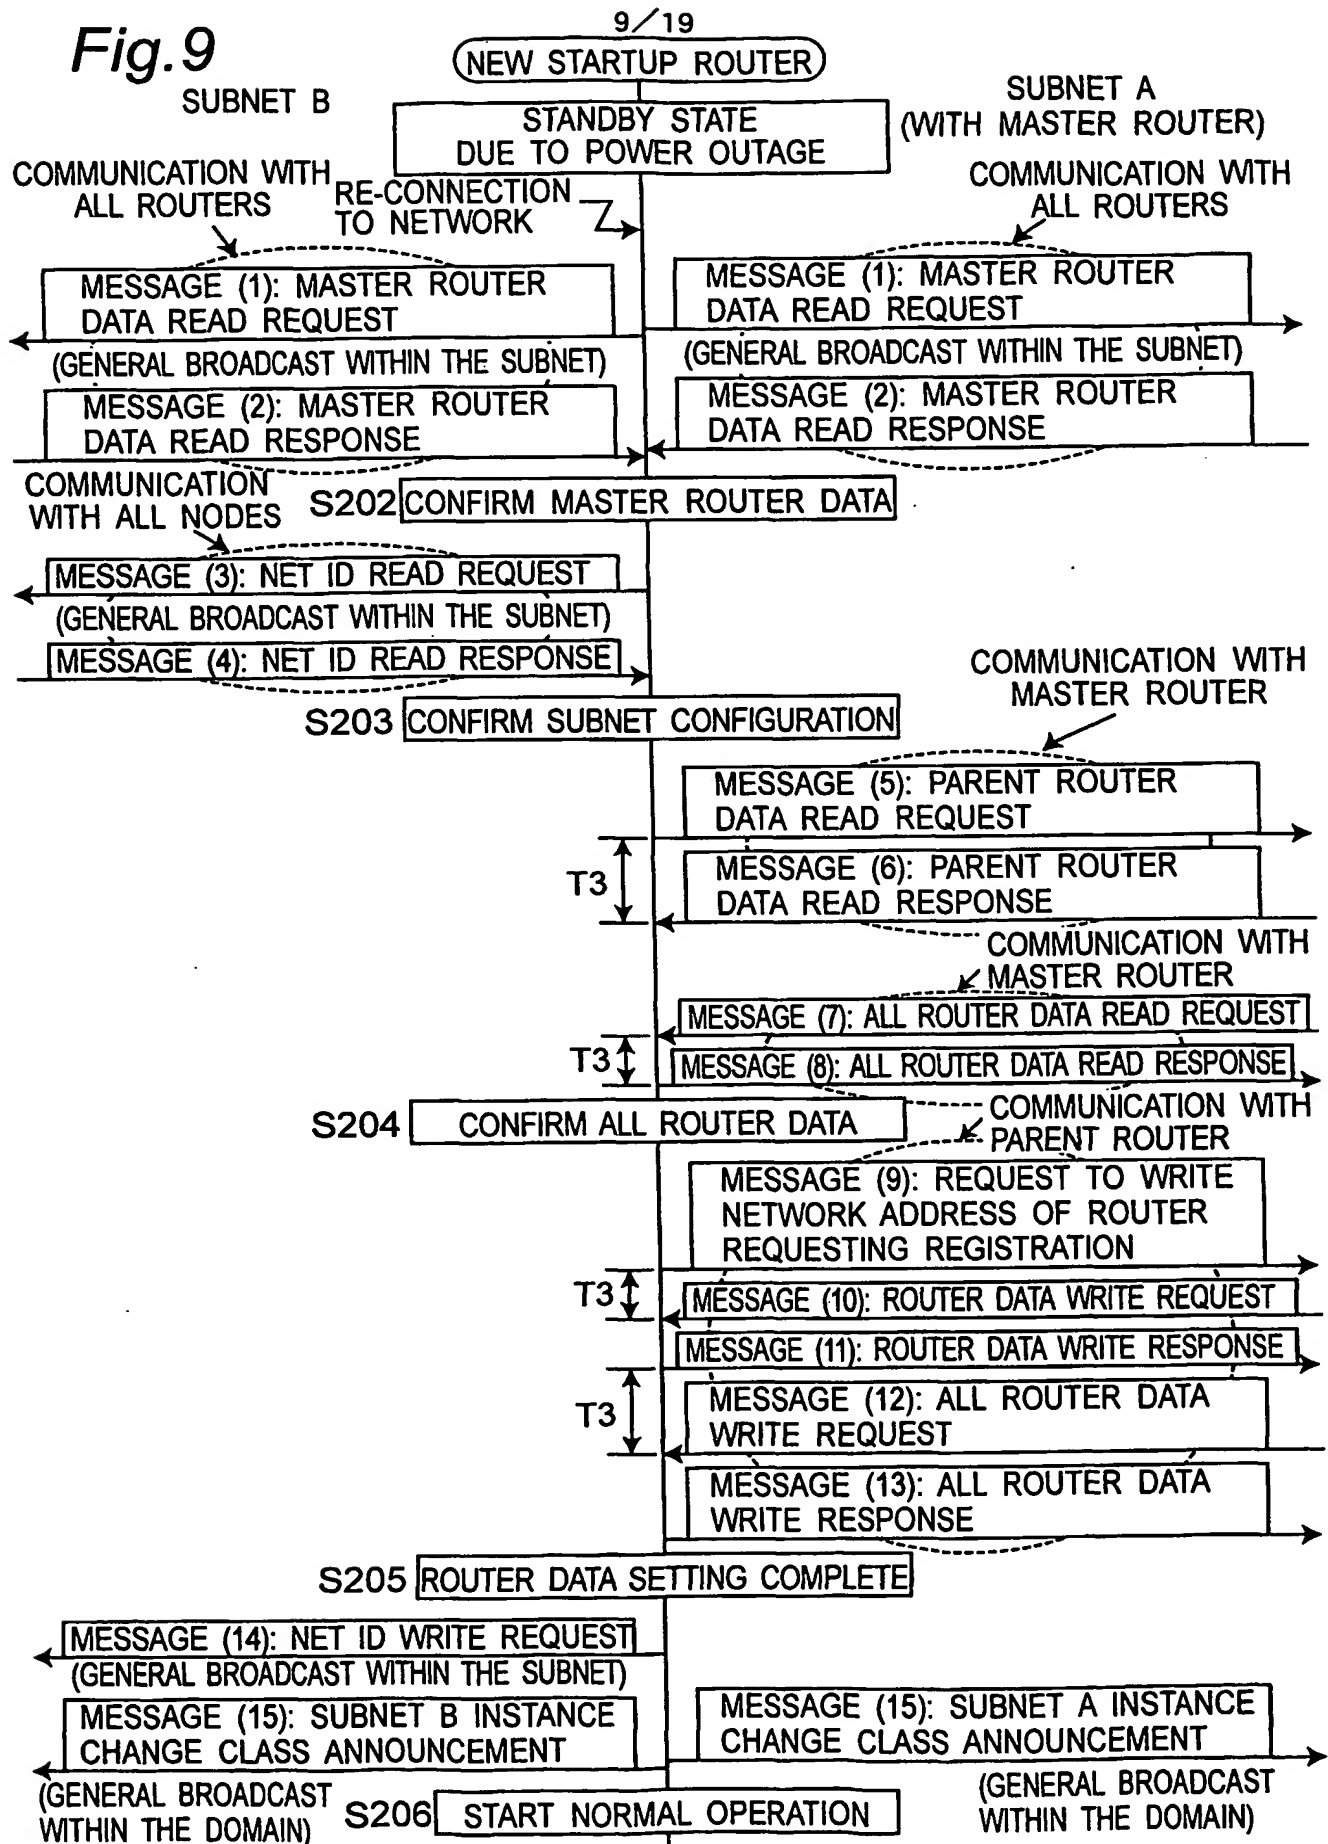 9/19
Fig.9
NEW STARTUP ROUTER
SUBNET B
SUBNET A
(WITH MASTER ROUTER)
STANDBY STATE
DUE TO POWER OUTAGE
COMMUNICATION WITH
ALL ROUTERS
RE-CONNECTION
TO NETWORK
COMMUNICATION WITH
ALL ROUTERS
MESSAGE (1): MASTER ROUTER
DATA READ REQUEST
(GENERAL BROADCAST WITHIN THE SUBNET)
MESSAGE (1): MASTER ROUTER
DATA READ REQUEST
(GENERAL BROADCAST WITHIN THE SUBNET)
MESSAGE (2): MASTER ROUTER
DATA READ RESPONSE
MESSAGE (2): MASTER ROUTER
DATA READ RESPONSE
COMMUNICATION
WITH ALL NODES
S202 CONFIRM MASTER ROUTER DATA
MESSAGE (3): NET ID READ REQUEST
(GENERAL BROADCAST WITHIN THE SUBNET)
MESSAGE (4): NET ID READ RESPONSE
S203 CONFIRM SUBNET CONFIGURATION
COMMUNICATION WITH
MASTER ROUTER
MESSAGE (5): PARENT ROUTER
DATA READ REQUEST
T3
MESSAGE (6): PARENT ROUTER
DATA READ RESPONSE
COMMUNICATION WITH
MASTER ROUTER
MESSAGE (7): ALL ROUTER DATA READ REQUEST
T3
MESSAGE (8): ALL ROUTER DATA READ RESPONSE
S204 CONFIRM ALL ROUTER DATA
COMMUNICATION WITH
PARENT ROUTER
MESSAGE (9): REQUEST TO WRITE
NETWORK ADDRESS OF ROUTER
REQUESTING REGISTRATION
T3
MESSAGE (10): ROUTER DATA WRITE REQUEST
MESSAGE (11): ROUTER DATA WRITE RESPONSE
T3
MESSAGE (12): ALL ROUTER DATA
WRITE REQUEST
MESSAGE (13): ALL ROUTER DATA
WRITE RESPONSE
S205 ROUTER DATA SETTING COMPLETE
MESSAGE (14): NET ID WRITE REQUEST
(GENERAL BROADCAST WITHIN THE SUBNET)
MESSAGE (15): SUBNET B INSTANCE
CHANGE CLASS ANNOUNCEMENT
(GENERAL BROADCAST
WITHIN THE DOMAIN)
MESSAGE (15): SUBNET A INSTANCE
CHANGE CLASS ANNOUNCEMENT
(GENERAL BROADCAST
WITHIN THE DOMAIN)
S206 START NORMAL OPERATION